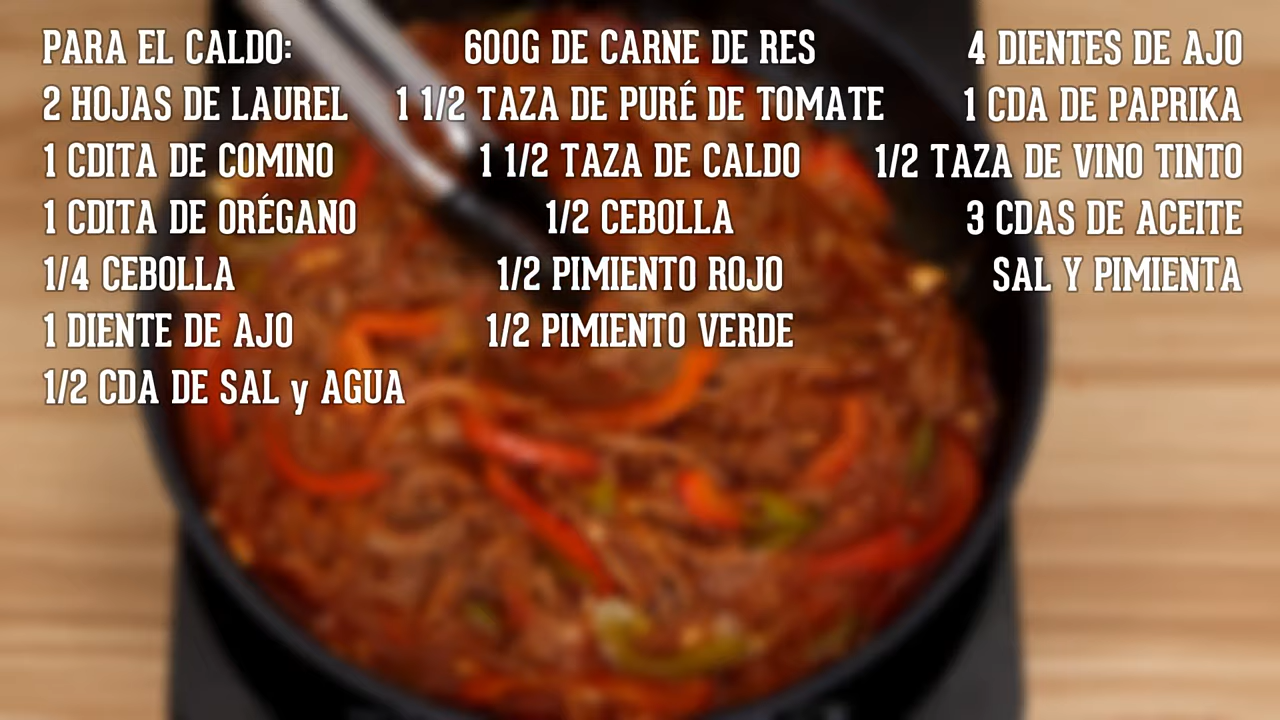 PARA EL CALDO:
2 HOJAS DE LAUREL
1 CDITA DE COMINO
1 CDITA DE ORÉGANO
1/4 CEBOLLA
1 DIENTE DE AJO
1/2 CDA DE SAL y AGUA
600G DE CARNE DE RES
1 1/2 TAZA DE PURÉ DE TOMATE
1 1/2 TAZA DE CALDO
1/2 CEBOLLA
1/2 PIMIENTO ROJO
1/2 PIMIENTO VERDE
4 DIENTES DE AJO
1 CDA DE PAPRIKA
1/2 TAZA DE VINO TINTO
3 CDAS DE ACEITE
SAL Y PIMIENTA